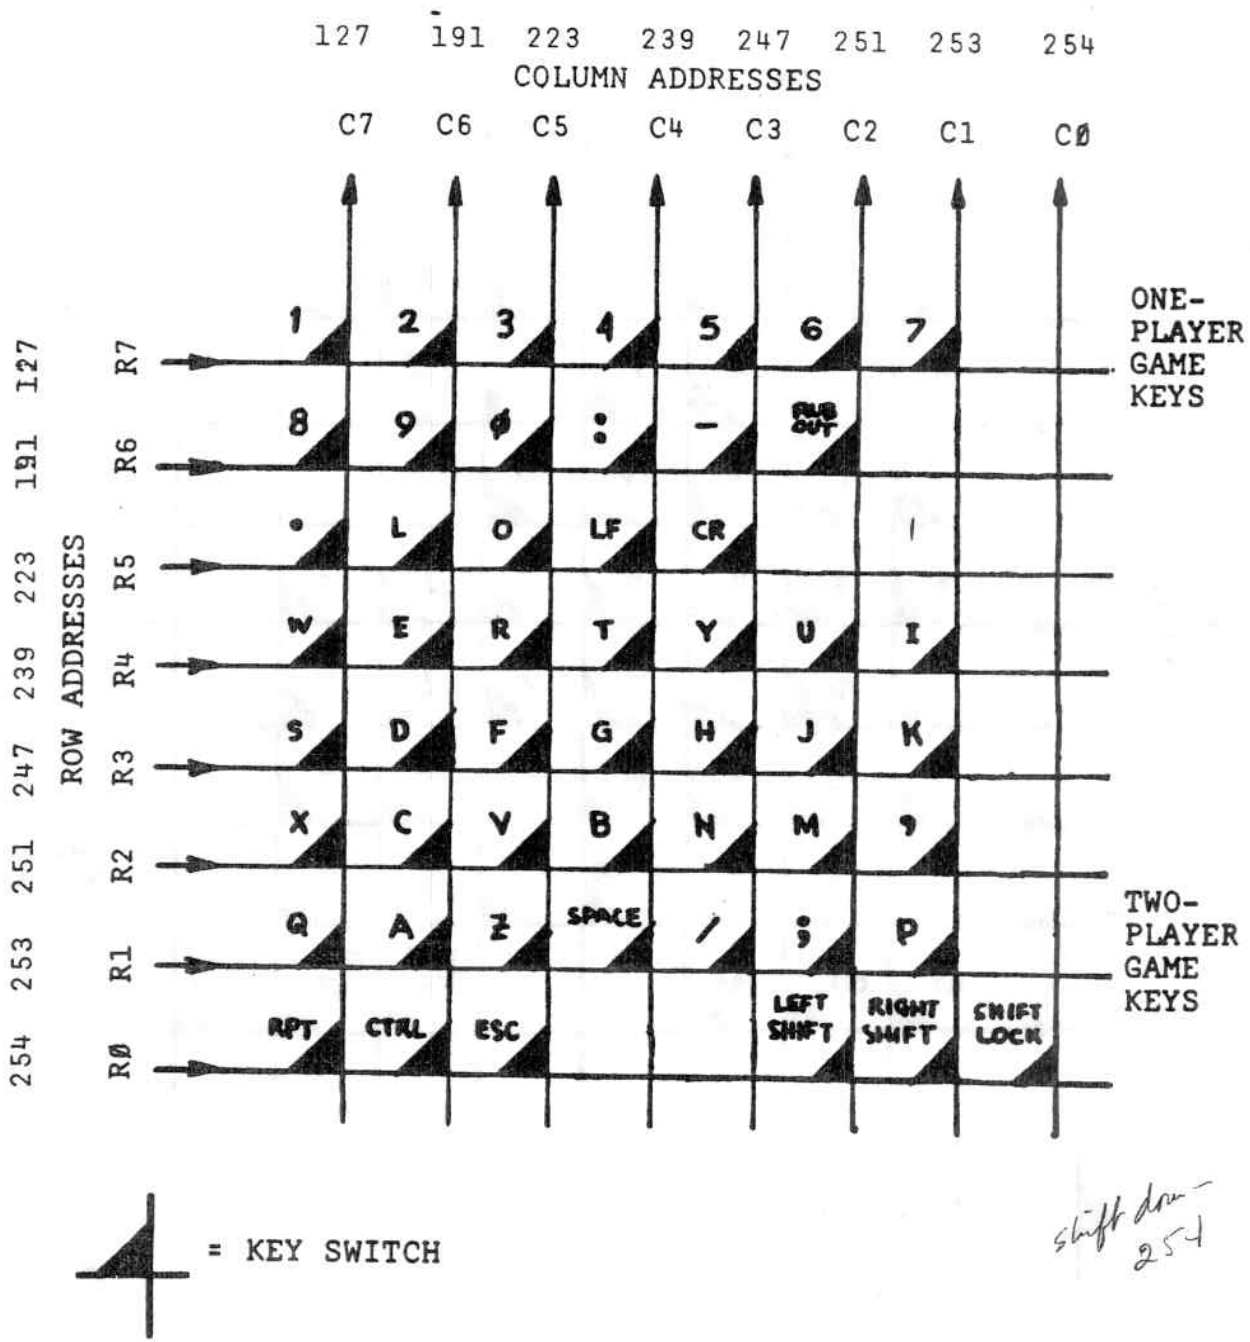 127 191 223 239 247 251 253 254
COLUMN ADDRESSES
C7 C6 C5 C4 C3 C2 C1 CØ
ROW ADDRESSES
127 R7 1 2 3 4 5 6 7
ONE-
PLAYER
GAME
KEYS
191 R6 8 9 Ø : - RUB OUT
223 R5 . L O LF CR
239 R4 W E R T Y U I
247 R3 S D F G H J K
251 R2 X C V B N M ,
253 R1 Q A Z SPACE / ; P
TWO-
PLAYER
GAME
KEYS
254 RØ RPT CTRL ESC LEFT SHIFT RIGHT SHIFT SHIFT LOCK
= KEY SWITCH
shift down -
254